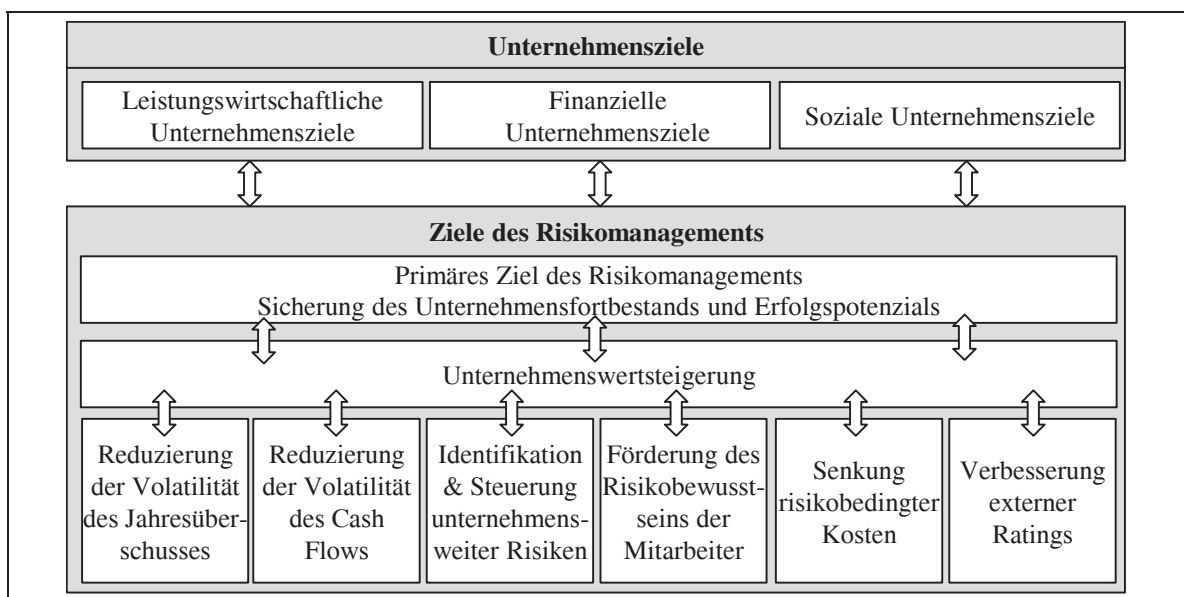 Unternehmensziele
Leistungswirtschaftliche
Unternehmensziele
Finanzielle
Unternehmensziele
Soziale Unternehmensziele
Ziele des Risikomanagements
Primäres Ziel des Risikomanagements
Sicherung des Unternehmensfortbestands und Erfolgspotenzials
Unternehmenswertsteigerung
Reduzierung
der Volatilität
des Jahresüber-
schusses
Reduzierung
der Volatilität
des Cash
Flows
Identifikation
& Steuerung
unternehmens-
weiter Risiken
Förderung des
Risikobewusst-
seins der
Mitarbeiter
Senkung
risikobedingter
Kosten
Verbesserung
externer
Ratings